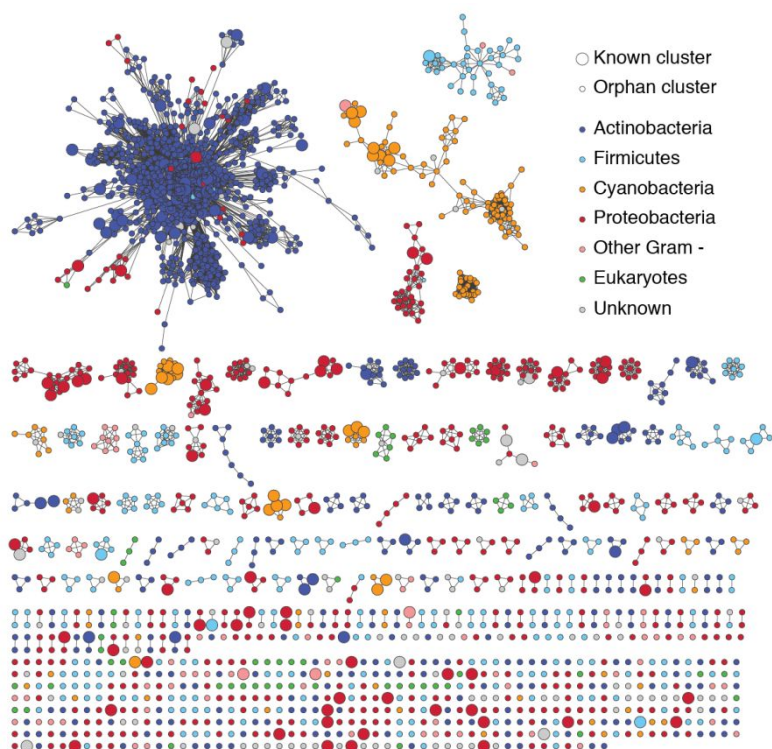 Known cluster
Orphan cluster
Actinobacteria
Firmicutes
Cyanobacteria
Proteobacteria
Other Gram -
Eukaryotes
Unknown